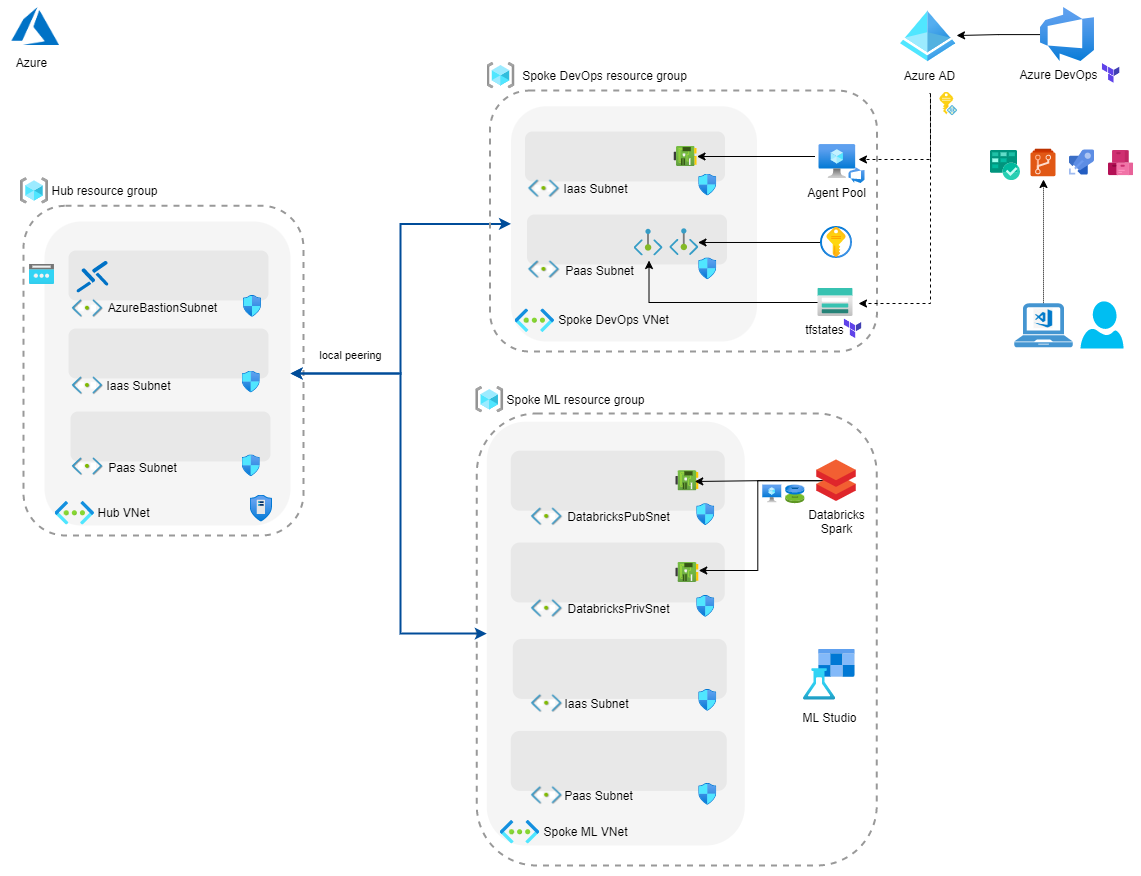 Azure
Azure AD
Azure DevOps
Spoke DevOps resource group
Iaas Subnet
Agent Pool
Paas Subnet
Spoke DevOps VNet
tfstates
Hub resource group
AzureBastionSubnet
Iaas Subnet
Paas Subnet
Hub VNet
local peering
Spoke ML resource group
DatabricksPubSnet
Databricks
Spark
DatabricksPrivSnet
Iaas Subnet
ML Studio
Paas Subnet
Spoke ML VNet